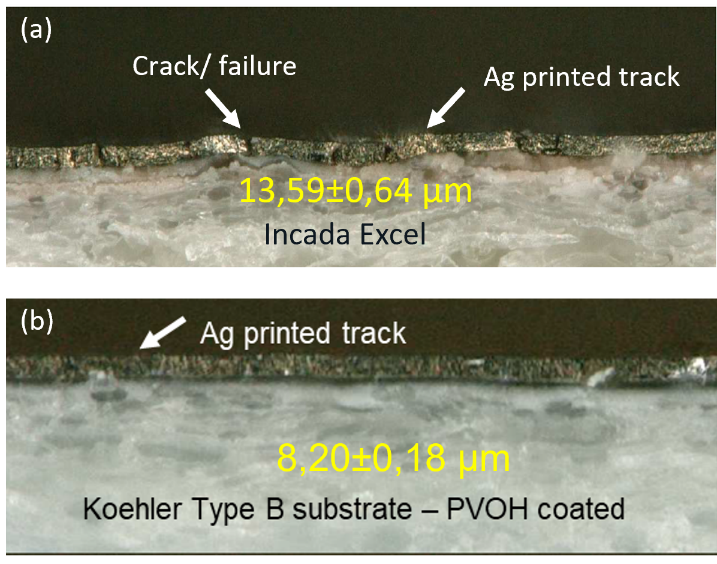 (a)
Crack/ failure
Ag printed track
13,59±0,64 µm
Incada Excel
(b)
Ag printed track
8,20±0,18 µm
Koehler Type B substrate – PVOH coated